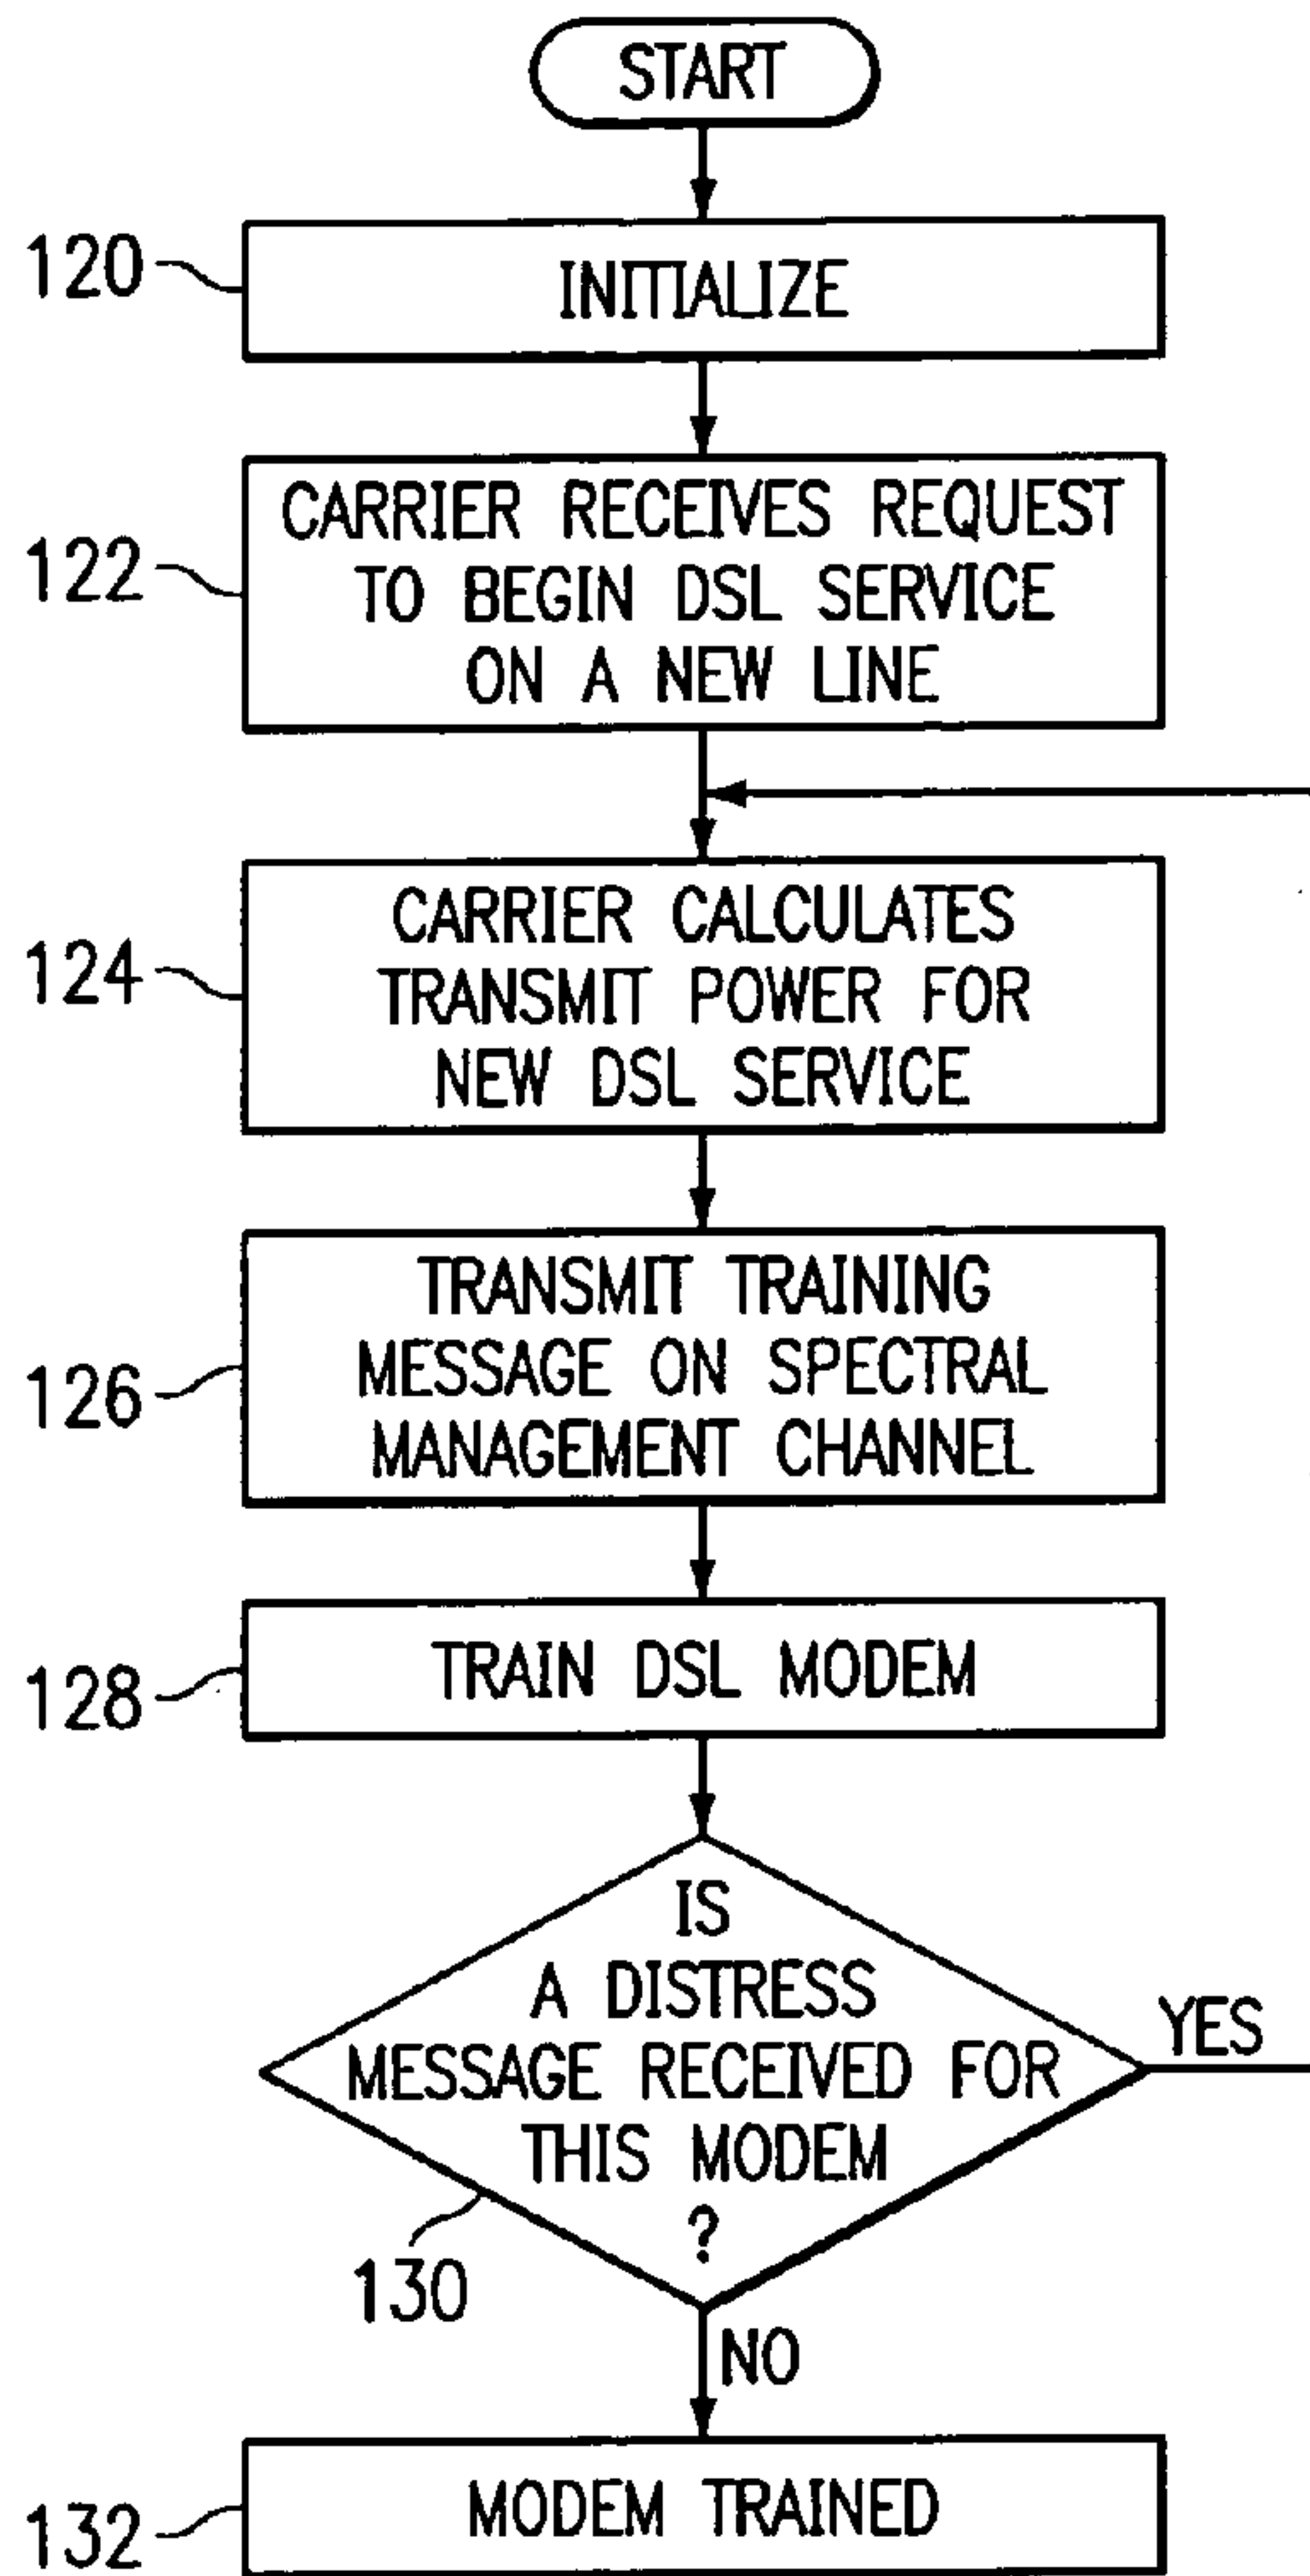 START
120
INITIALIZE
122
CARRIER RECEIVES REQUEST
TO BEGIN DSL SERVICE
ON A NEW LINE
124
CARRIER CALCULATES
TRANSMIT POWER FOR
NEW DSL SERVICE
126
TRANSMIT TRAINING
MESSAGE ON SPECTRAL
MANAGEMENT CHANNEL
128
TRAIN DSL MODEM
IS
A DISTRESS
MESSAGE RECEIVED FOR
THIS MODEM
?
YES
130
NO
132
MODEM TRAINED